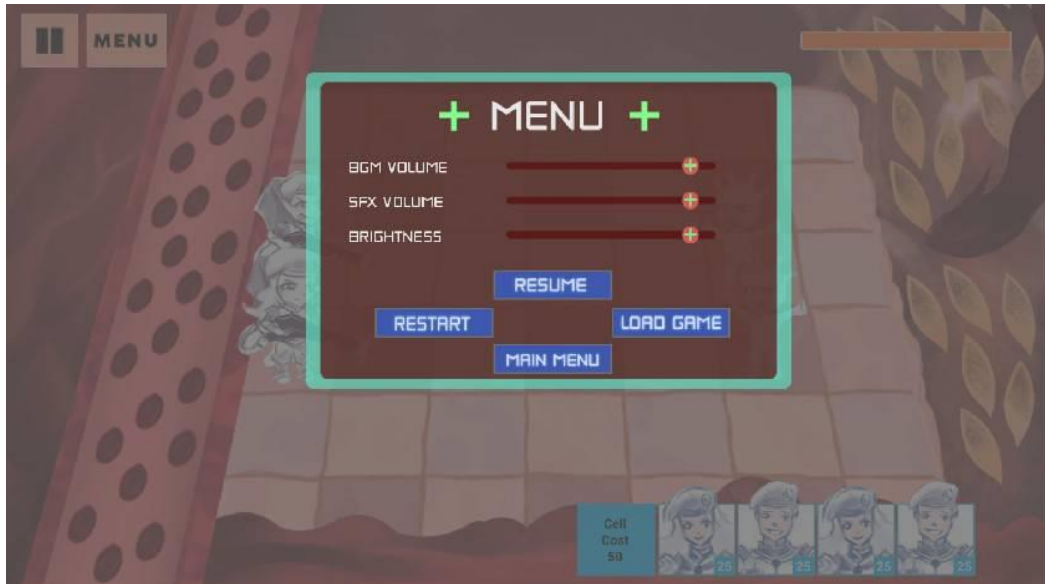 MENU
+ MENU +
BGM VOLUME
SFX VOLUME
BRIGHTNESS
RESUME
RESTART
LOAD GAME
MAIN MENU
Cell
Cost
50
25
25
25
25